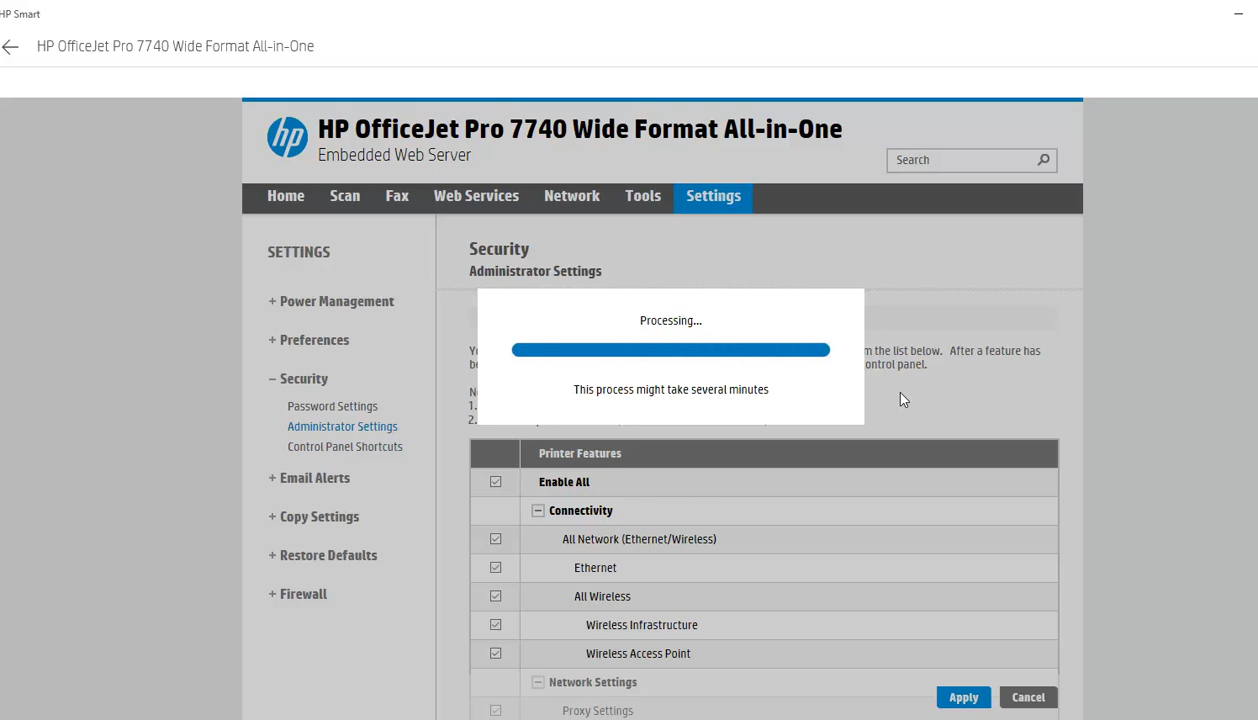 HP Smart
HP OfficeJet Pro 7740 Wide Format All-in-One
hp
HP OfficeJet Pro 7740 Wide Format All-in-One
Embedded Web Server
Search
Home Scan Fax Web Services Network Tools Settings
SETTINGS
+ Power Management
+ Preferences
− Security
Password Settings
Administrator Settings
Control Panel Shortcuts
+ Email Alerts
+ Copy Settings
+ Restore Defaults
+ Firewall
Security
Administrator Settings
m the list below. After a feature has
be
ontrol panel.
1.
2.
Processing...
This process might take several minutes
Printer Features
Enable All
Connectivity
All Network (Ethernet/Wireless)
Ethernet
All Wireless
Wireless Infrastructure
Wireless Access Point
Network Settings
Proxy Settings
Apply Cancel